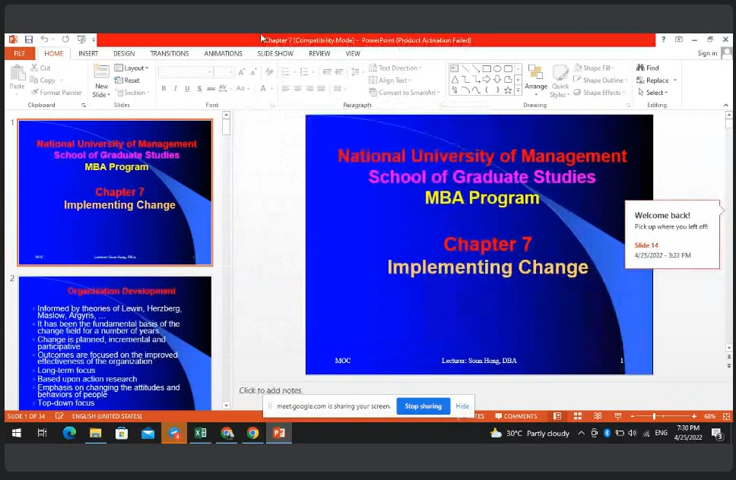 Chapter 7 [Compatibility Mode] - PowerPoint (Product Activation Failed)
FILE HOME INSERT DESIGN TRANSITIONS ANIMATIONS SLIDE SHOW REVIEW VIEW Sign in
Paste
Cut
Copy
Format Painter
Clipboard
New
Slide
Layout
Reset
Section
Slides
Font
Text Direction
Align Text
Convert to SmartArt
Paragraph
Arrange
Quick
Styles
Shape Fill
Shape Outline
Shape Effects
Drawing
Find
Replace
Select
Editing
1
National University of Management
School of Graduate Studies
MBA Program
Chapter 7
Implementing Change
MOC
2
Organisation Development
Informed by theories of Lewin, Herzberg,
Maslow, Argyris, ...
It has been the fundamental basis of the
change field for a number of years
Change is planned, incremental and
participative
Outcomes are focused on the improved
effectiveness of the organization
Long-term focus
Based upon action research
Emphasis on changing the attitudes and
behaviors of people
Top-down focus
National University of Management
School of Graduate Studies
MBA Program
Chapter 7
Implementing Change
MOC Lecturer: Soun Heng, DBA 1
Welcome back!
Pick up where you left off:
Slide 14
4/25/2022 - 3:23 PM
Click to add notes
meet.google.com is sharing your screen. Stop sharing Hide
SLIDE 1 OF 34 ENGLISH (UNITED STATES) NOTES COMMENTS 68%
30°C Partly cloudy ENG 7:30 PM
4/25/2022